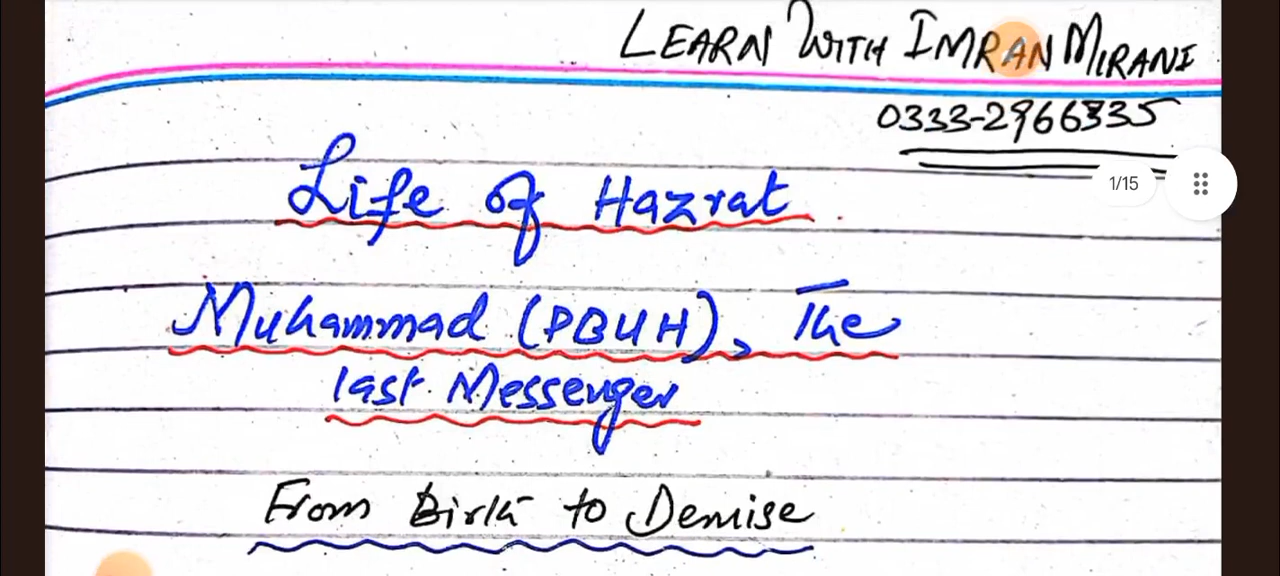 LEARN WITH IMRAN MIRANI
0333-2966335
1/15
Life of Hazrat
Muhammad (PBUH), The
last Messenger
From Birth to Demise